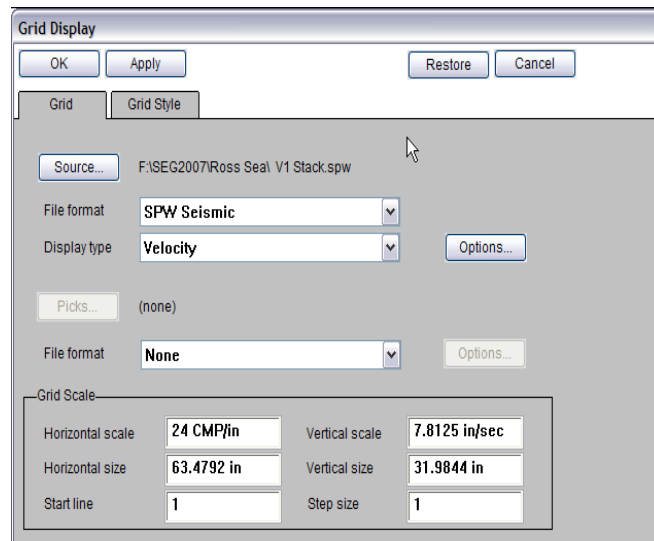 Grid Display
OK Apply Restore Cancel
Grid Grid Style
Source... F:\SEG2007\Ross Sea\ V1 Stack.spw
File format SPW Seismic
Display type Velocity Options...
Picks... (none)
File format None Options...
Grid Scale
Horizontal scale 24 CMP/in Vertical scale 7.8125 in/sec
Horizontal size 63.4792 in Vertical size 31.9844 in
Start line 1 Step size 1